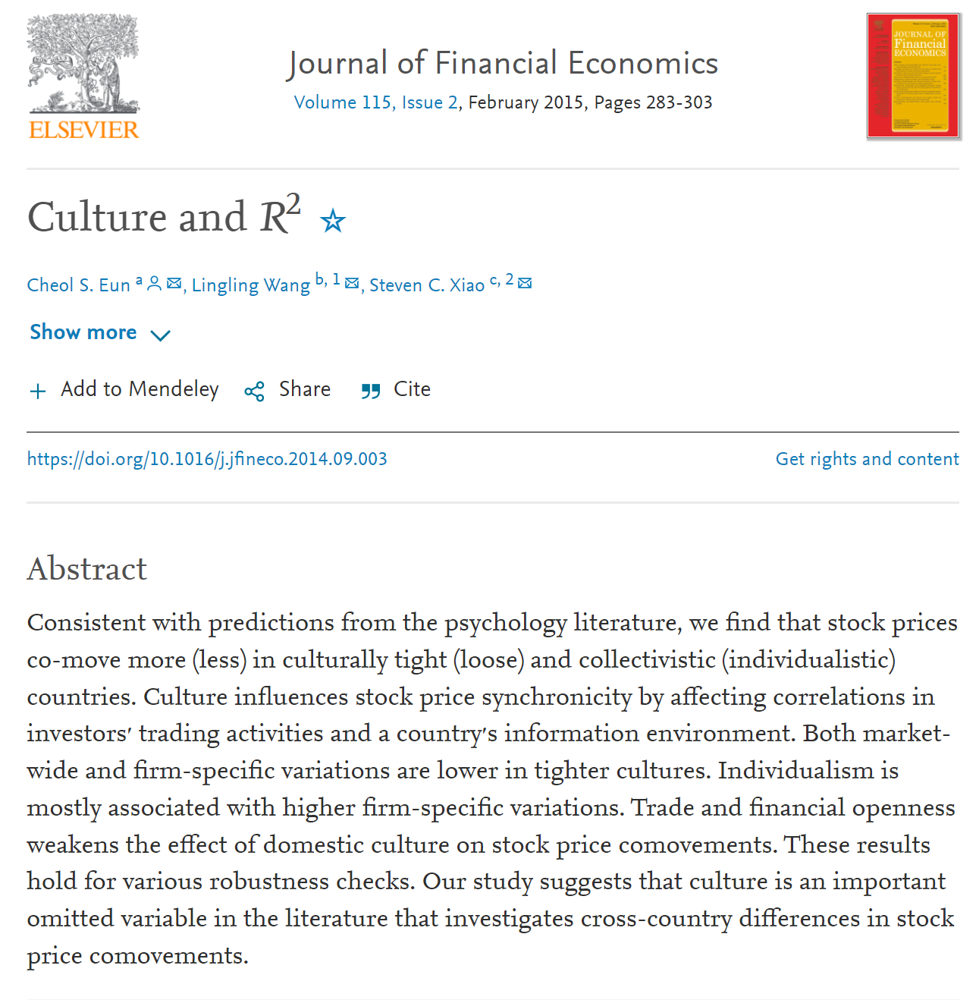 ELSEVIER
Journal of Financial Economics
Volume 115, Issue 2, February 2015, Pages 283-303
JOURNAL OF
Financial
ECONOMICS
Culture and R²
Cheol S. Eun a, Lingling Wang b, 1, Steven C. Xiao c, 2
Show more
Add to Mendeley Share Cite
https://doi.org/10.1016/j.jfineco.2014.09.003 Get rights and content
Abstract
Consistent with predictions from the psychology literature, we find that stock prices
co-move more (less) in culturally tight (loose) and collectivistic (individualistic)
countries. Culture influences stock price synchronicity by affecting correlations in
investors′ trading activities and a country′s information environment. Both market-
wide and firm-specific variations are lower in tighter cultures. Individualism is
mostly associated with higher firm-specific variations. Trade and financial openness
weakens the effect of domestic culture on stock price comovements. These results
hold for various robustness checks. Our study suggests that culture is an important
omitted variable in the literature that investigates cross-country differences in stock
price comovements.